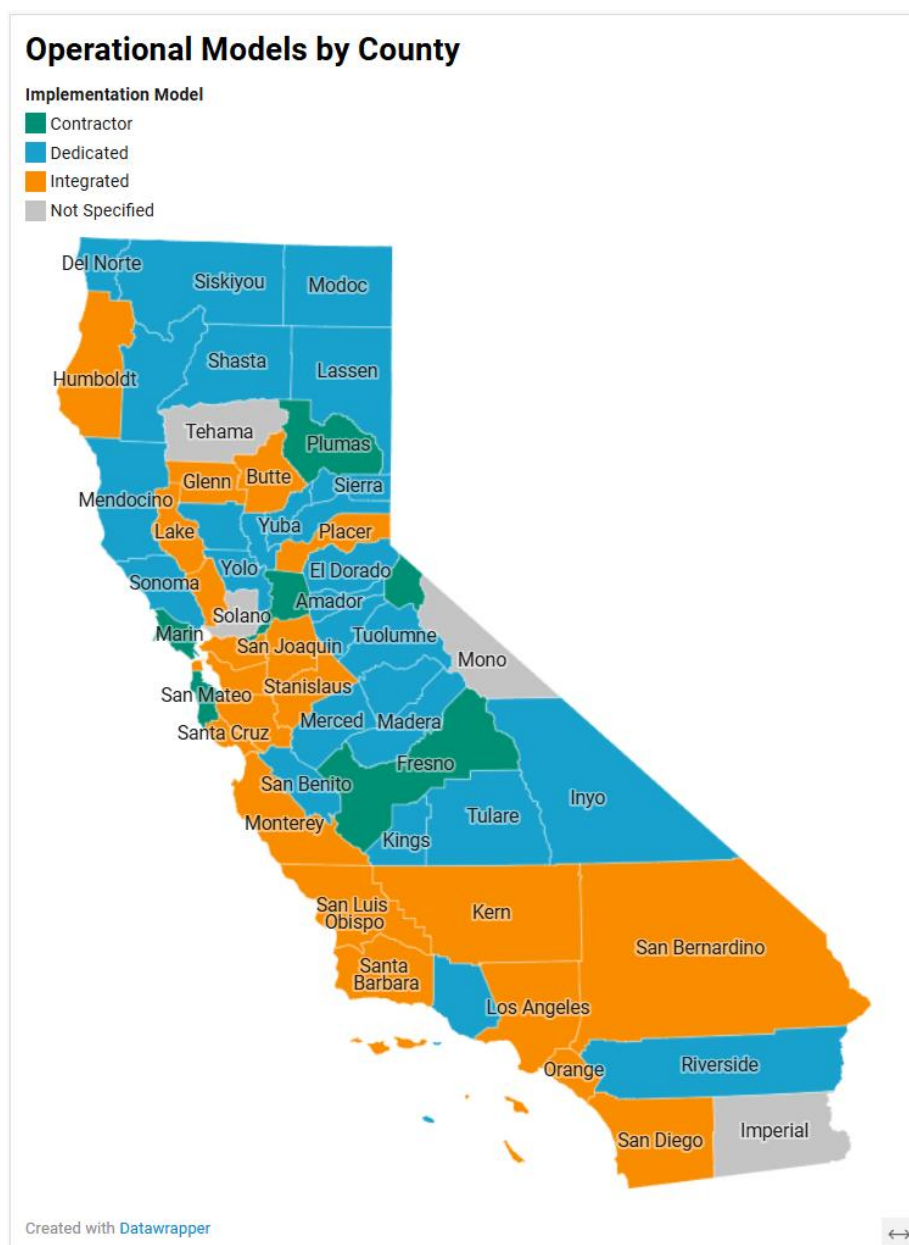 Operational Models by County
Implementation Model
Contractor
Dedicated
Integrated
Not Specified
Del Norte
Siskiyou
Modoc
Shasta
Lassen
Humboldt
Tehama
Plumas
Glenn
Butte
Sierra
Mendocino
Lake
Yuba
Placer
Yolo
El Dorado
Sonoma
Amador
Solano
Marin
Tuolumne
San Joaquin
Mono
Stanislaus
San Mateo
Merced
Madera
Santa Cruz
Fresno
San Benito
Inyo
Tulare
Monterey
Kings
San Luis
Obispo
Kern
San Bernardino
Santa
Barbara
Los Angeles
Orange
Riverside
Imperial
San Diego
Created with Datawrapper